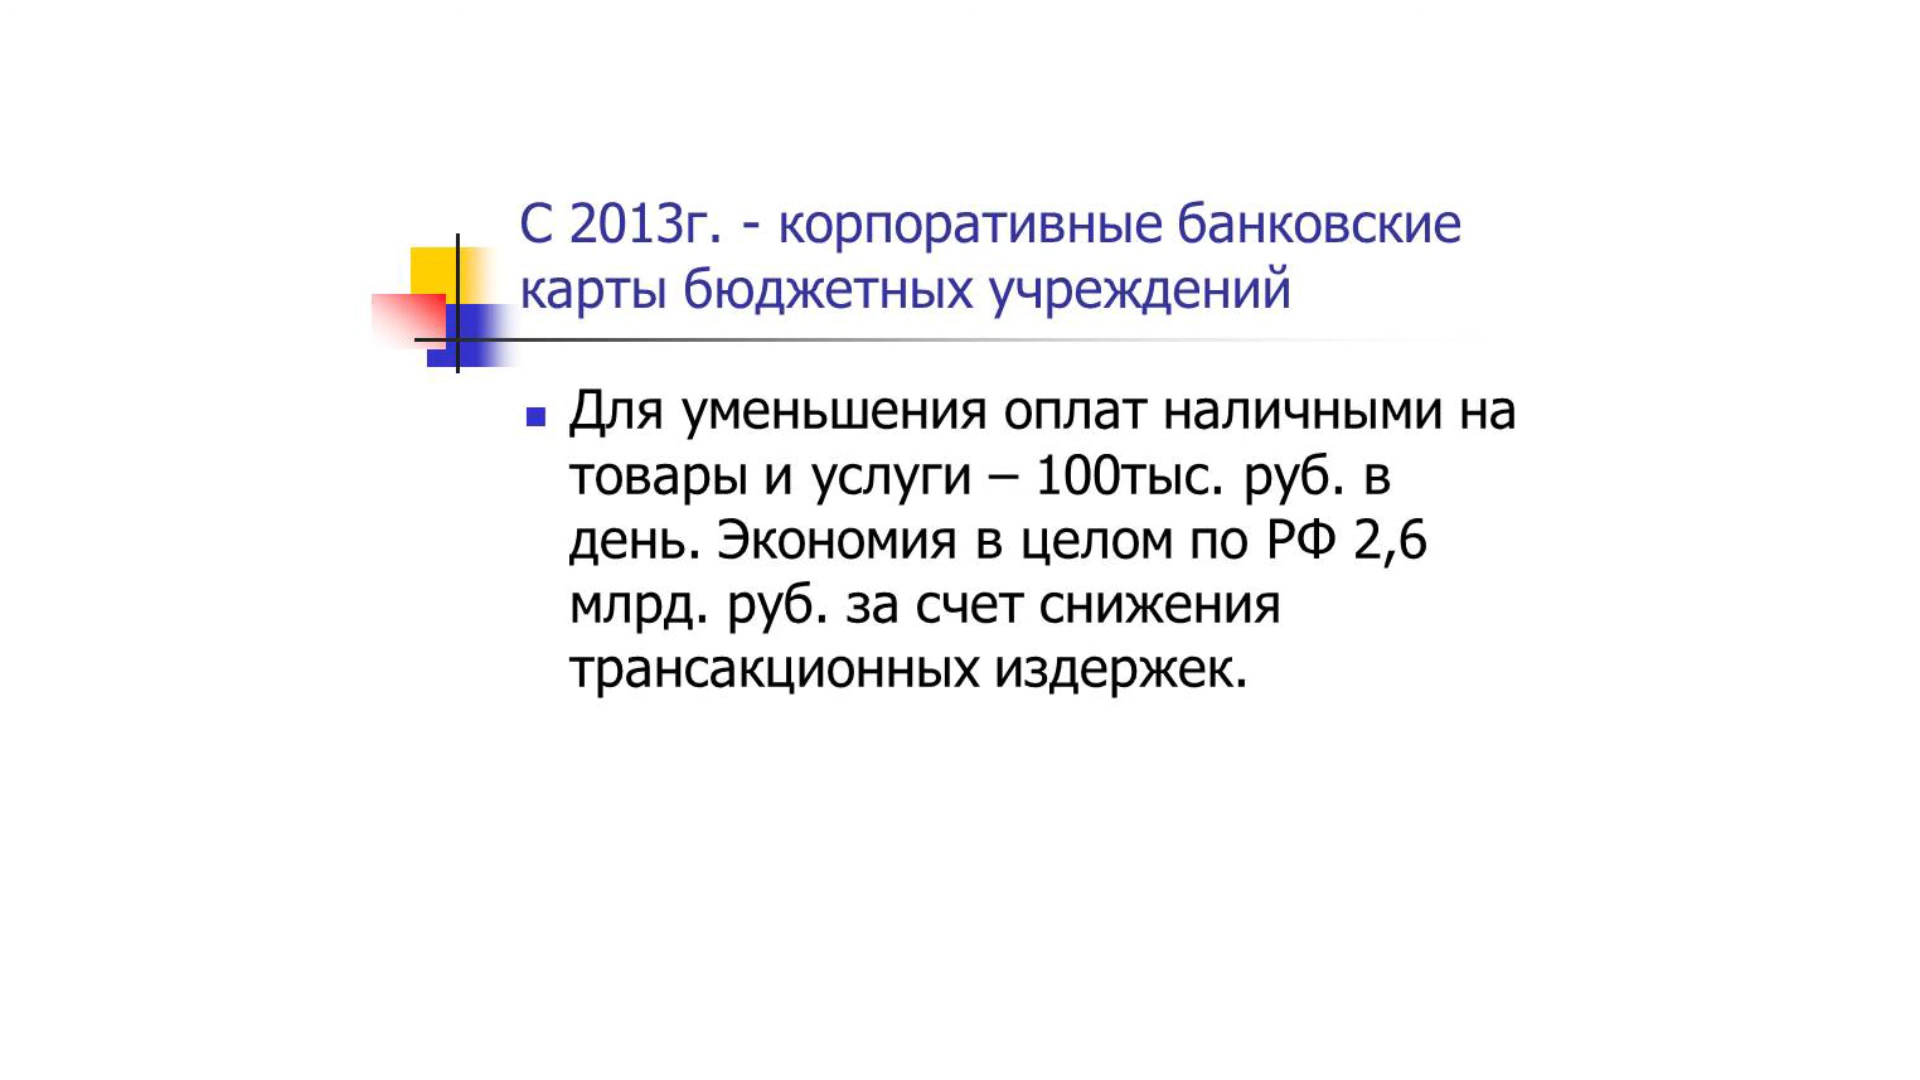 С 2013г. - корпоративные банковские
карты бюджетных учреждений
Для уменьшения оплат наличными на
товары и услуги – 100тыс. руб. в
день. Экономия в целом по РФ 2,6
млрд. руб. за счет снижения
трансакционных издержек.